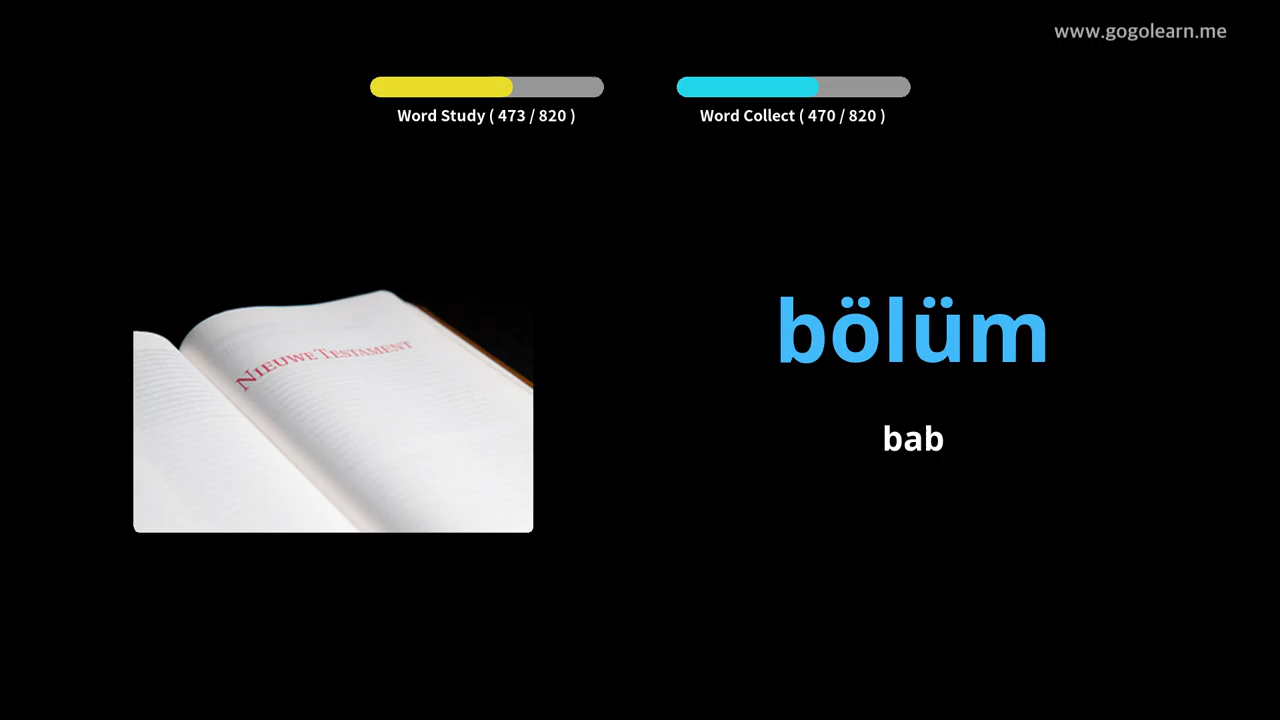 www.gogolearn.me
Word Study ( 473 / 820 )
Word Collect ( 470 / 820 )
NIEUWE TESTAMENT
bölüm
bab